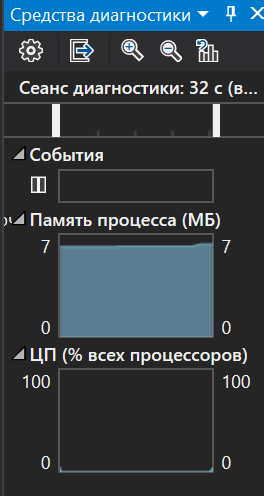 Средства диагностики
Сеанс диагностики: 32 с (в...
События
Память процесса (МБ)
7 7
0 0
ЦП (% всех процессоров)
100 100
0 0